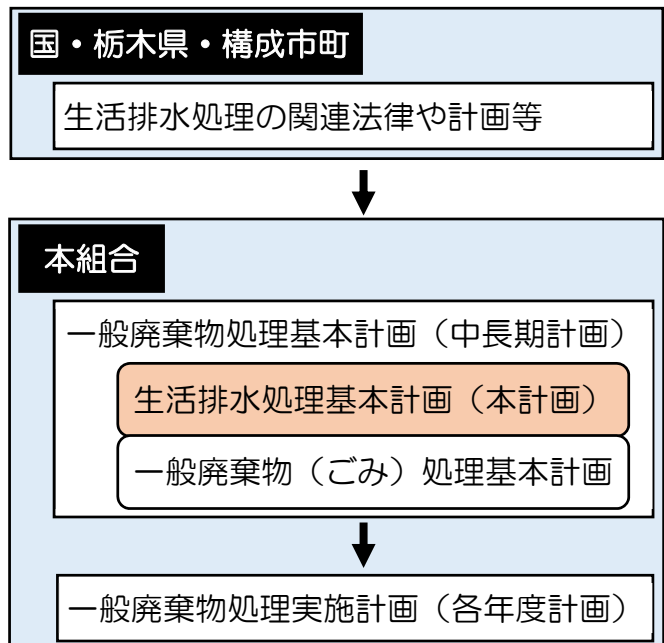 国・栃木県・構成市町
生活排水処理の関連法律や計画等
本組合
一般廃棄物処理基本計画（中長期計画）
生活排水処理基本計画（本計画）
一般廃棄物（ごみ）処理基本計画
一般廃棄物処理実施計画（各年度計画）